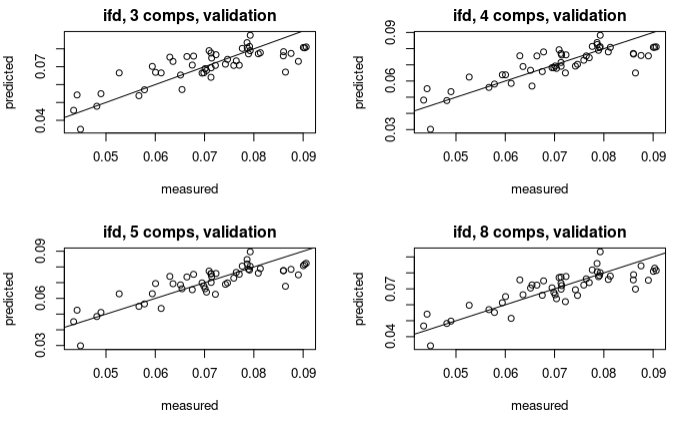 ifd, 3 comps, validation
predicted
0.04 0.07
0.05 0.06 0.07 0.08 0.09
measured
ifd, 4 comps, validation
predicted
0.03 0.06 0.09
0.05 0.06 0.07 0.08 0.09
measured
ifd, 5 comps, validation
predicted
0.03 0.06 0.09
0.05 0.06 0.07 0.08 0.09
measured
ifd, 8 comps, validation
predicted
0.04 0.07
0.05 0.06 0.07 0.08 0.09
measured